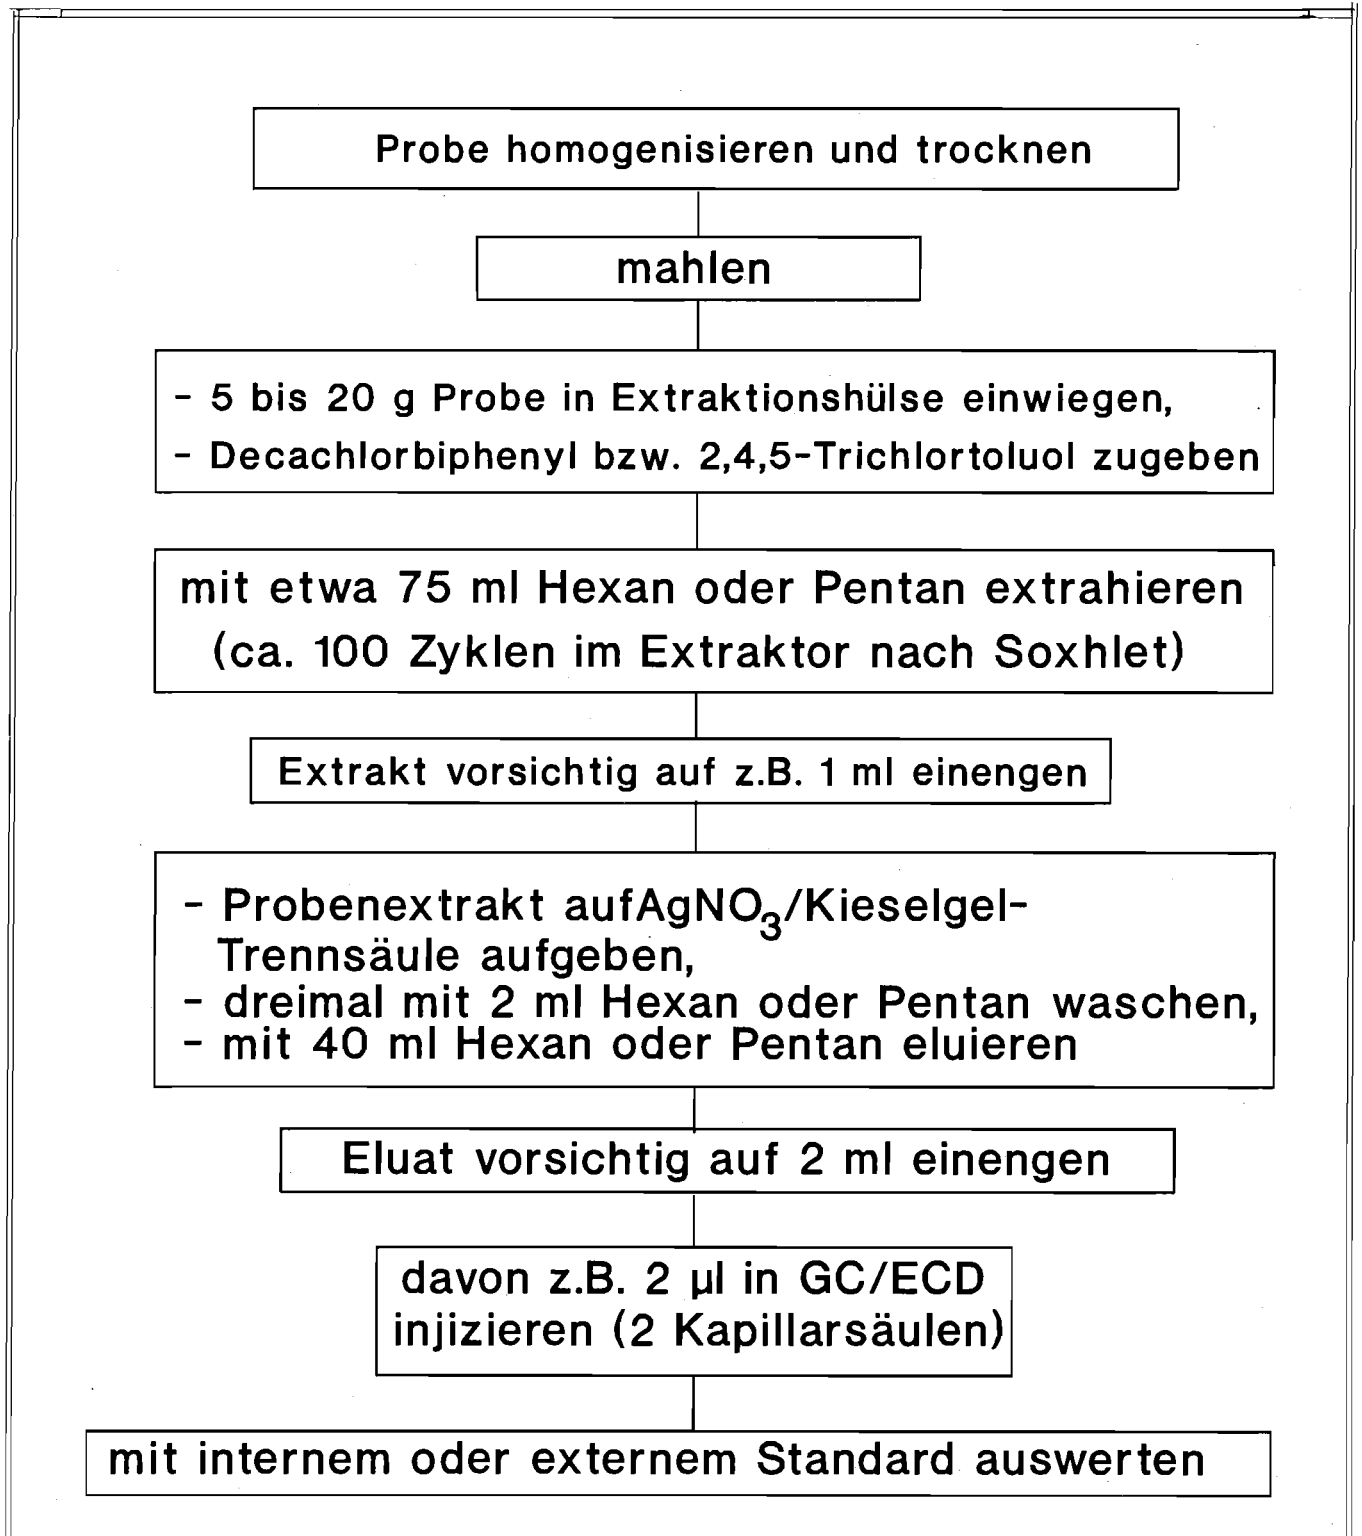 Probe homogenisieren und trocknen
mahlen
- 5 bis 20 g Probe in Extraktionshülse einwiegen,
- Decachlorbiphenyl bzw. 2,4,5-Trichlortoluol zugeben
mit etwa 75 ml Hexan oder Pentan extrahieren
(ca. 100 Zyklen im Extraktor nach Soxhlet)
Extrakt vorsichtig auf z.B. 1 ml einengen
- Probenextrakt aufAgNO₃/Kieselgel-
Trennsäule aufgeben,
- dreimal mit 2 ml Hexan oder Pentan waschen,
- mit 40 ml Hexan oder Pentan eluieren
Eluat vorsichtig auf 2 ml einengen
davon z.B. 2 µl in GC/ECD
injizieren (2 Kapillarsäulen)
mit internem oder externem Standard auswerten